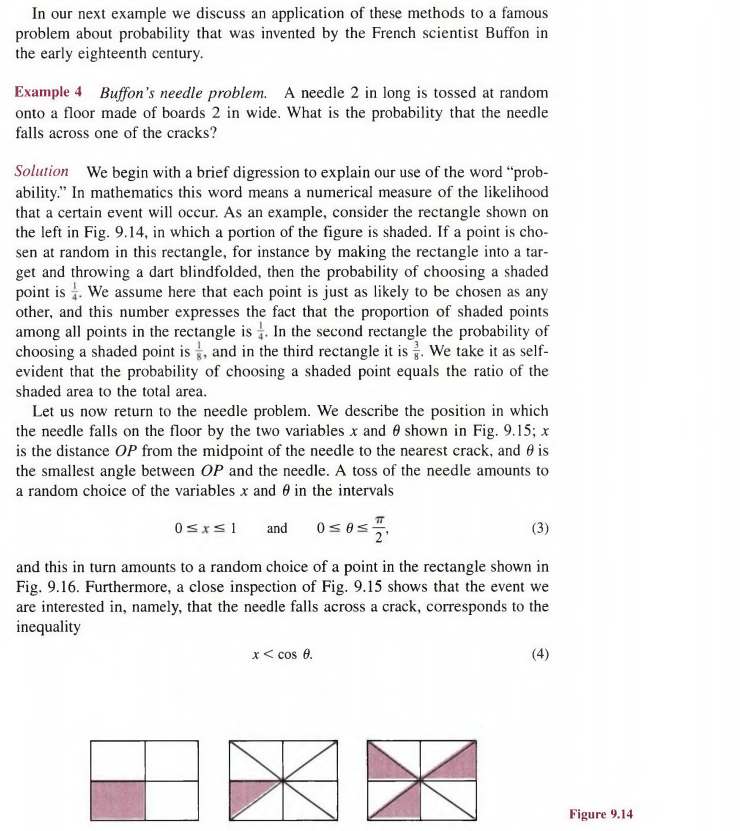 In our next example we discuss an application of these methods to a famous
problem about probability that was invented by the French scientist Buffon in
the early eighteenth century.
Example 4 Buffon's needle problem. A needle 2 in long is tossed at random
onto a floor made of boards 2 in wide. What is the probability that the needle
falls across one of the cracks?
Solution We begin with a brief digression to explain our use of the word "prob-
ability." In mathematics this word means a numerical measure of the likelihood
that a certain event will occur. As an example, consider the rectangle shown on
the left in Fig. 9.14, in which a portion of the figure is shaded. If a point is cho-
sen at random in this rectangle, for instance by making the rectangle into a tar-
get and throwing a dart blindfolded, then the probability of choosing a shaded
point is 1/4. We assume here that each point is just as likely to be chosen as any
other, and this number expresses the fact that the proportion of shaded points
among all points in the rectangle is 1/4. In the second rectangle the probability of
choosing a shaded point is 1/8, and in the third rectangle it is 3/8. We take it as self-
evident that the probability of choosing a shaded point equals the ratio of the
shaded area to the total area.
Let us now return to the needle problem. We describe the position in which
the needle falls on the floor by the two variables x and θ shown in Fig. 9.15; x
is the distance OP from the midpoint of the needle to the nearest crack, and θ is
the smallest angle between OP and the needle. A toss of the needle amounts to
a random choice of the variables x and θ in the intervals
0 ≤ x ≤ 1 and 0 ≤ θ ≤ π/2, (3)
and this in turn amounts to a random choice of a point in the rectangle shown in
Fig. 9.16. Furthermore, a close inspection of Fig. 9.15 shows that the event we
are interested in, namely, that the needle falls across a crack, corresponds to the
inequality
x < cos θ. (4)
Figure 9.14